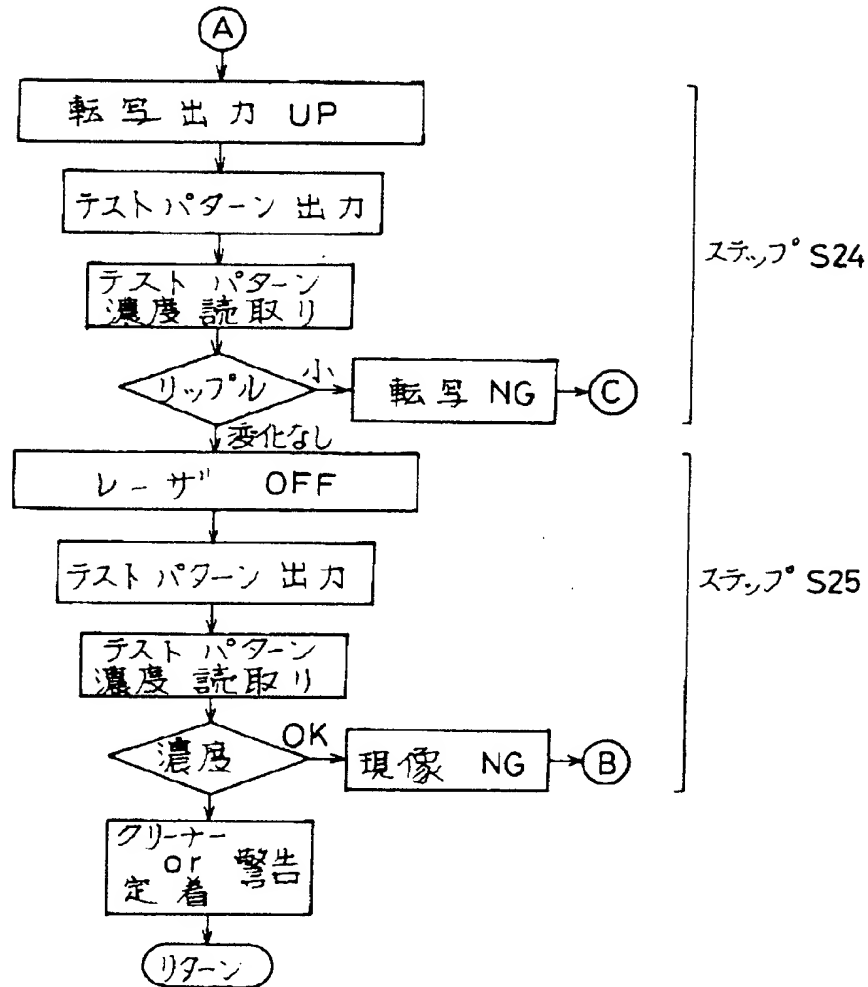 A
転写出力 UP
テストパターン 出力
テスト パターン
濃度 読取り
ステップ S24
リップル
小
転写 NG
C
変化なし
レーザ OFF
テスト パターン 出力
ステップ S25
テスト パターン
濃度 読取り
濃度
OK
現像 NG
B
クリーナー
or 警告
定着
リターン